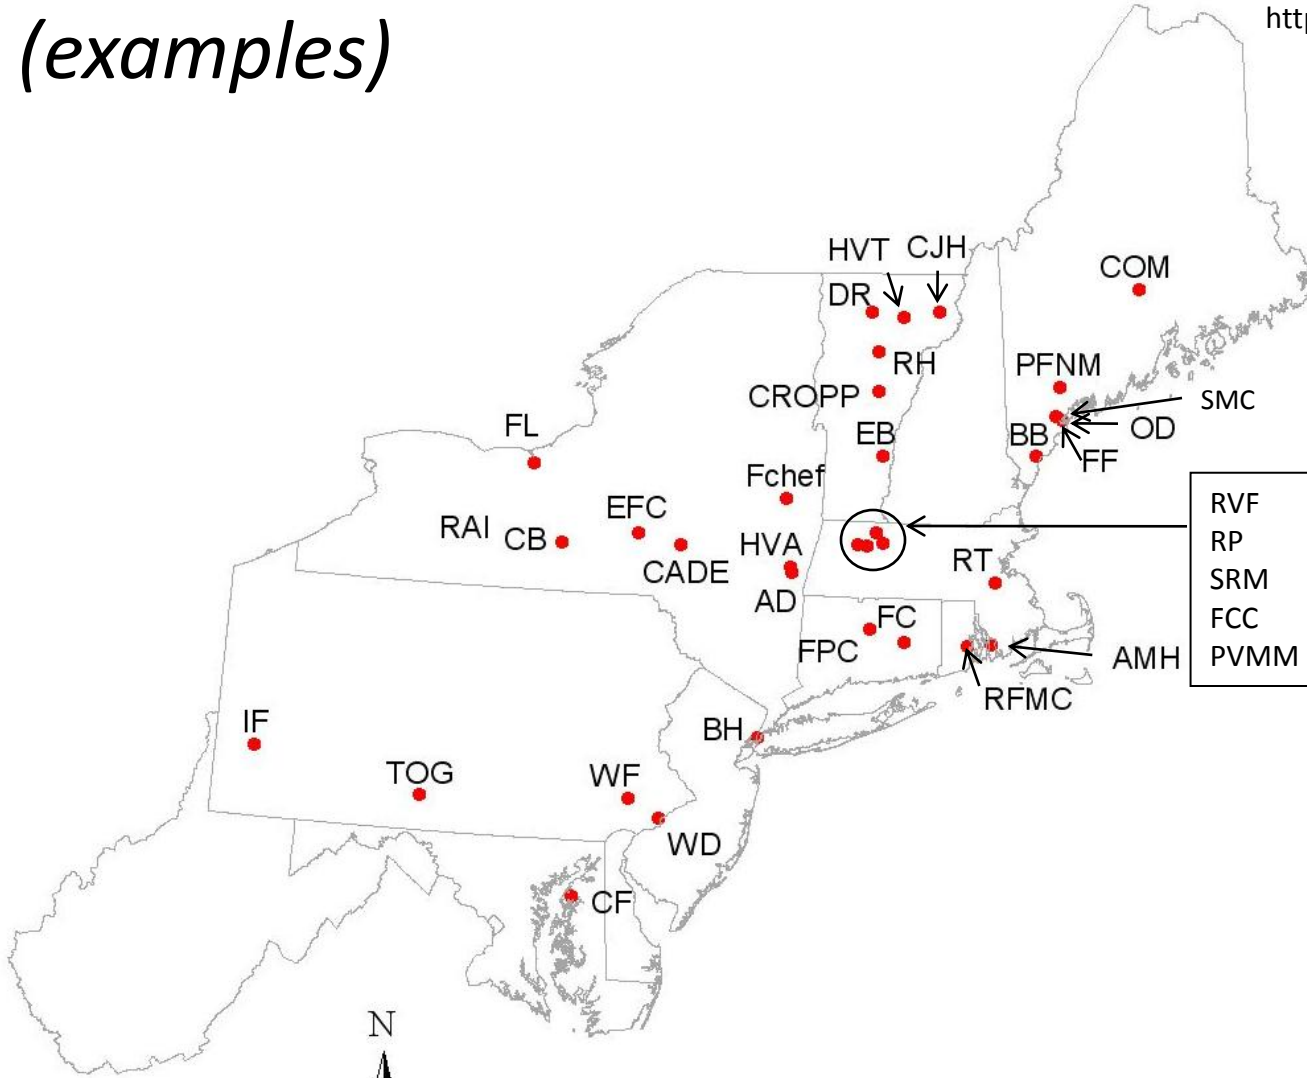 (examples)
http
HVT CJH
DR
COM
RH
PFNM
CROPP
SMC
FL
EB
BB
OD
FF
Fchef
RVF
RP
SRM
FCC
PVMM
EFC
RAI
CB
HVA
CADE
RT
AD
FC
FPC
AMH
RFMC
IF
BH
TOG
WF
WD
CF
N